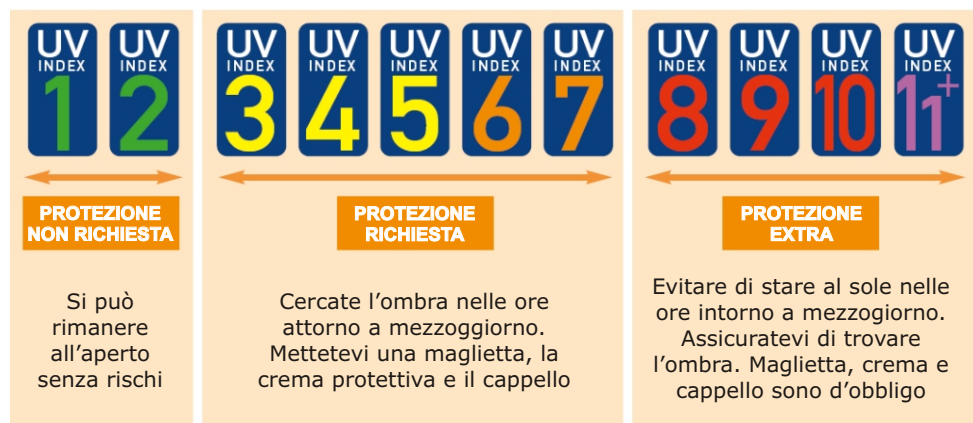 UV INDEX 1
UV INDEX 2
UV INDEX 3
UV INDEX 4
UV INDEX 5
UV INDEX 6
UV INDEX 7
UV INDEX 8
UV INDEX 9
UV INDEX 10
UV INDEX 11+
PROTEZIONE
NON RICHIESTA
Si può
rimanere
all’aperto
senza rischi
PROTEZIONE
RICHIESTA
Cercate l’ombra nelle ore
attorno a mezzoggiorno.
Mettetevi una maglietta, la
crema protettiva e il cappello
PROTEZIONE
EXTRA
Evitare di stare al sole nelle
ore intorno a mezzogiorno.
Assicuratevi di trovare
l’ombra. Maglietta, crema e
cappello sono d’obbligo